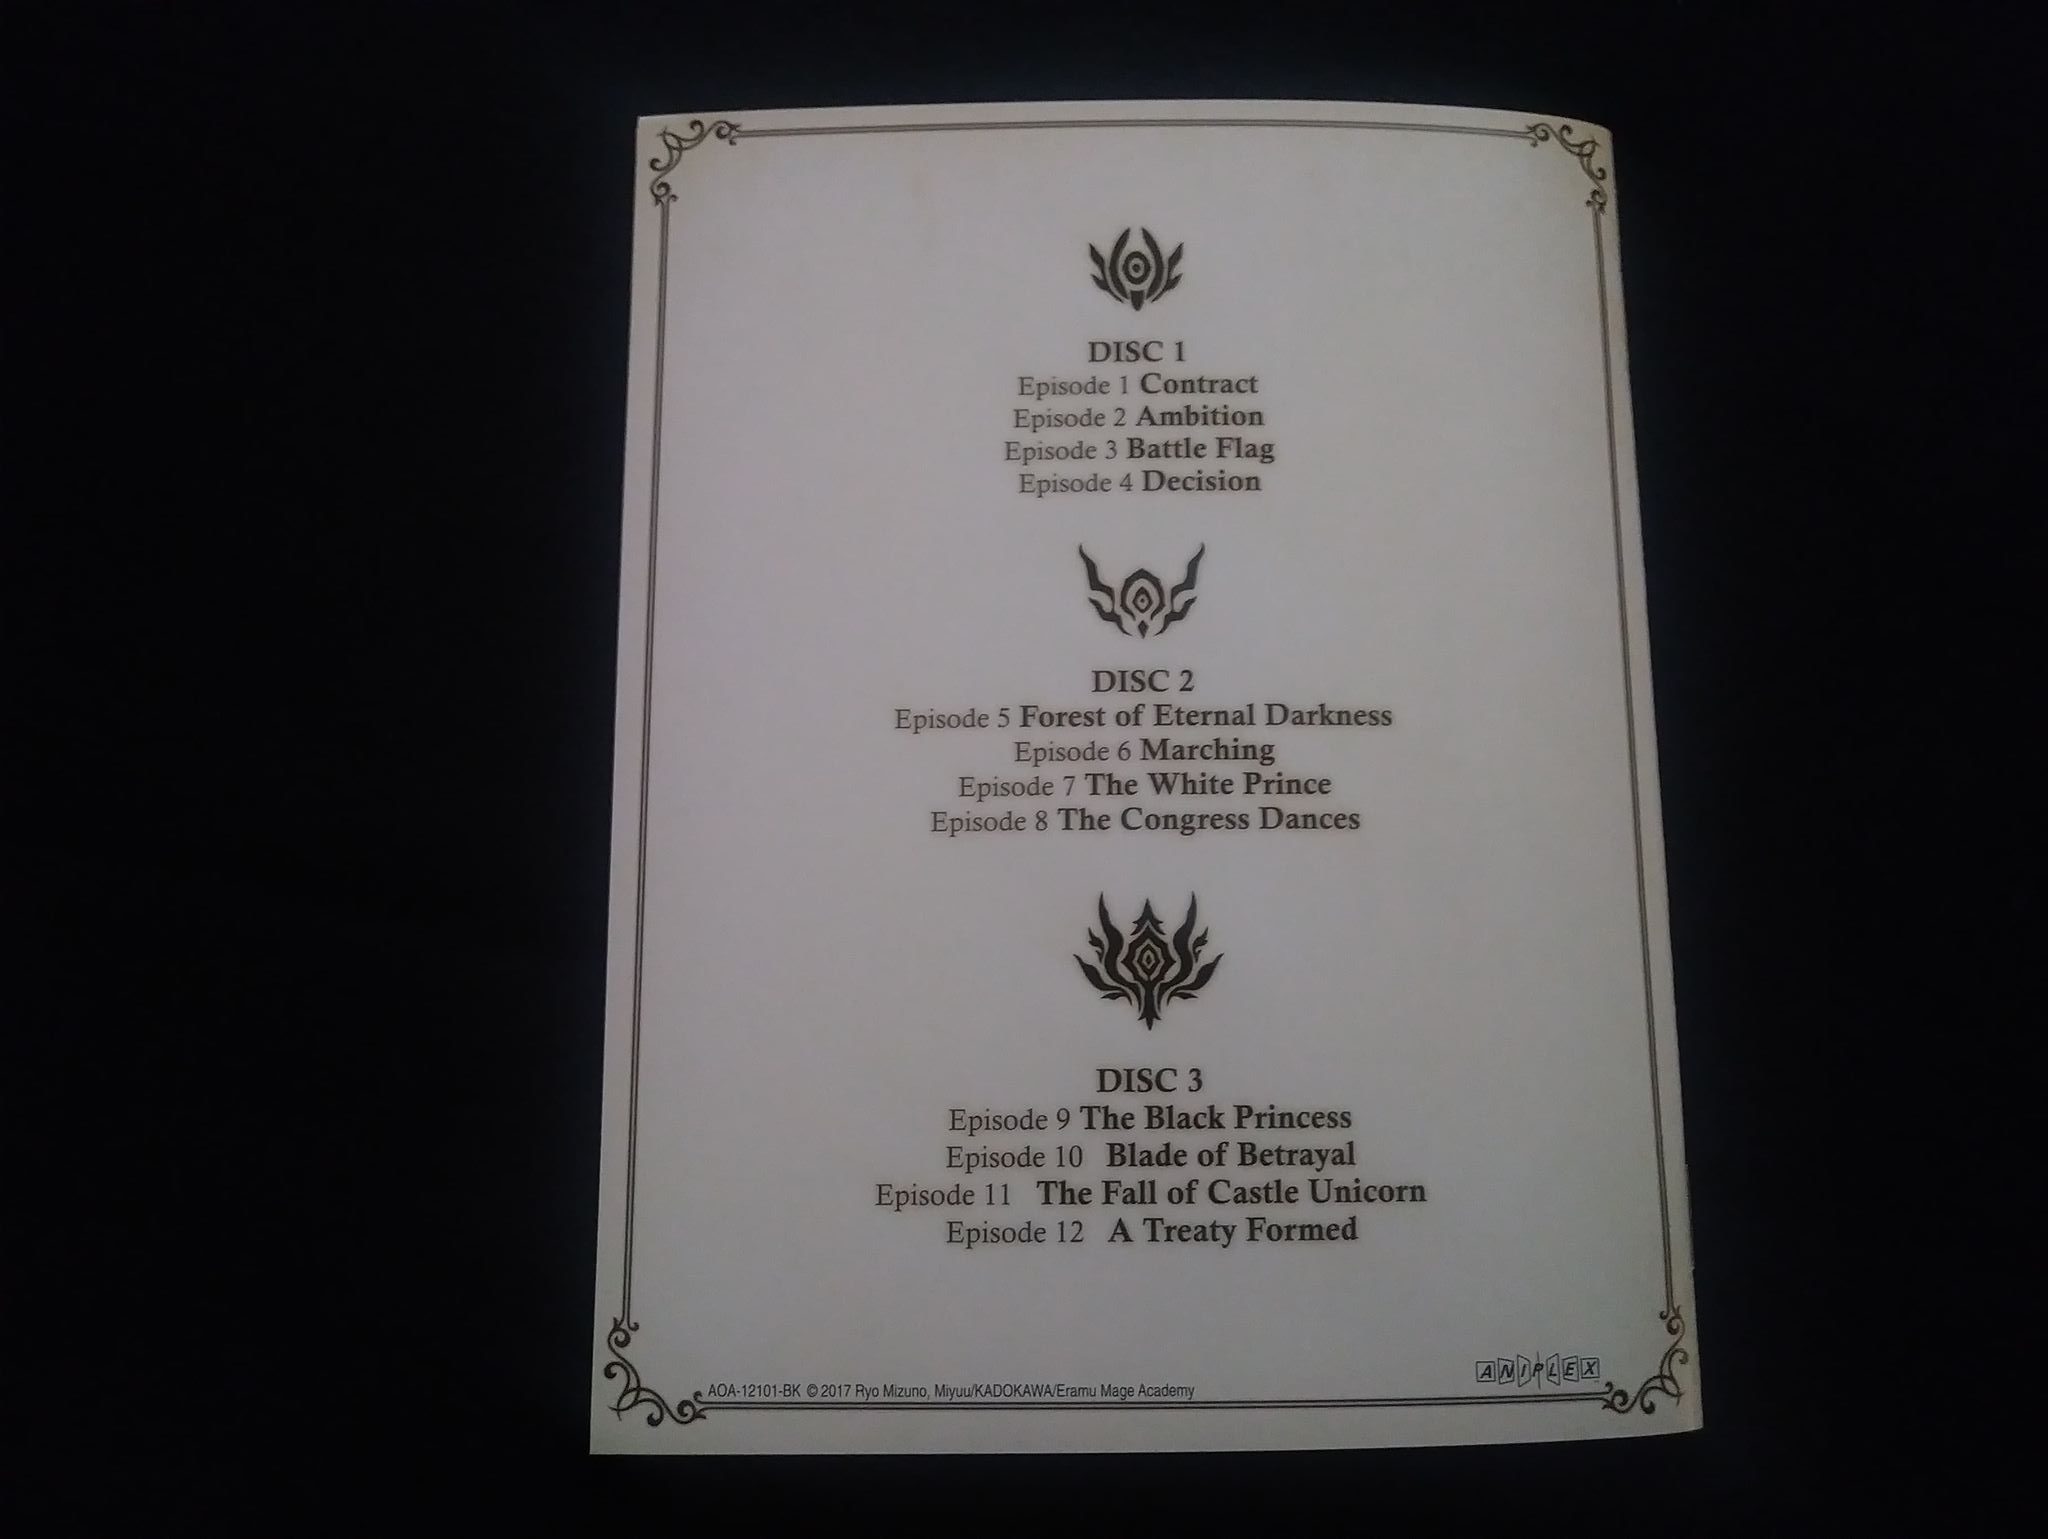 DISC 1
Episode 1 Contract
Episode 2 Ambition
Episode 3 Battle Flag
Episode 4 Decision
DISC 2
Episode 5 Forest of Eternal Darkness
Episode 6 Marching
Episode 7 The White Prince
Episode 8 The Congress Dances
DISC 3
Episode 9 The Black Princess
Episode 10 Blade of Betrayal
Episode 11 The Fall of Castle Unicorn
Episode 12 A Treaty Formed
ANIPLEX
AOA-12101-BK © 2017 Ryo Mizuno, Miyuu/KADOKAWA/Eramu Mage Academy